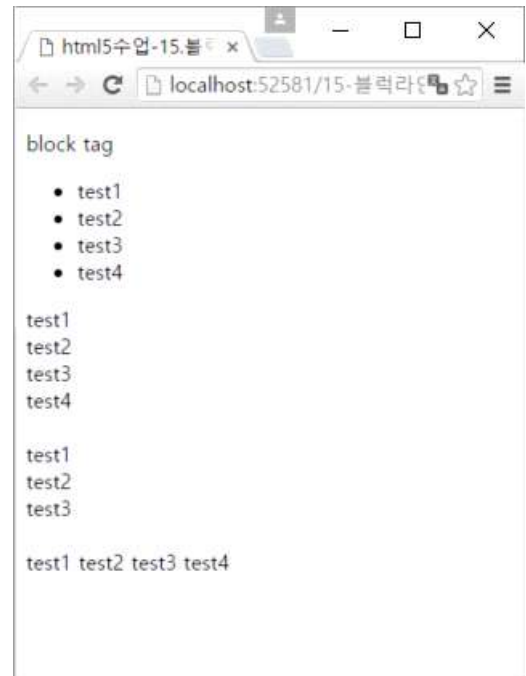 html5수업-15.블
localhost:52581/15-블럭라
block tag
• test1
• test2
• test3
• test4
test1
test2
test3
test4
test1
test2
test3
test1 test2 test3 test4